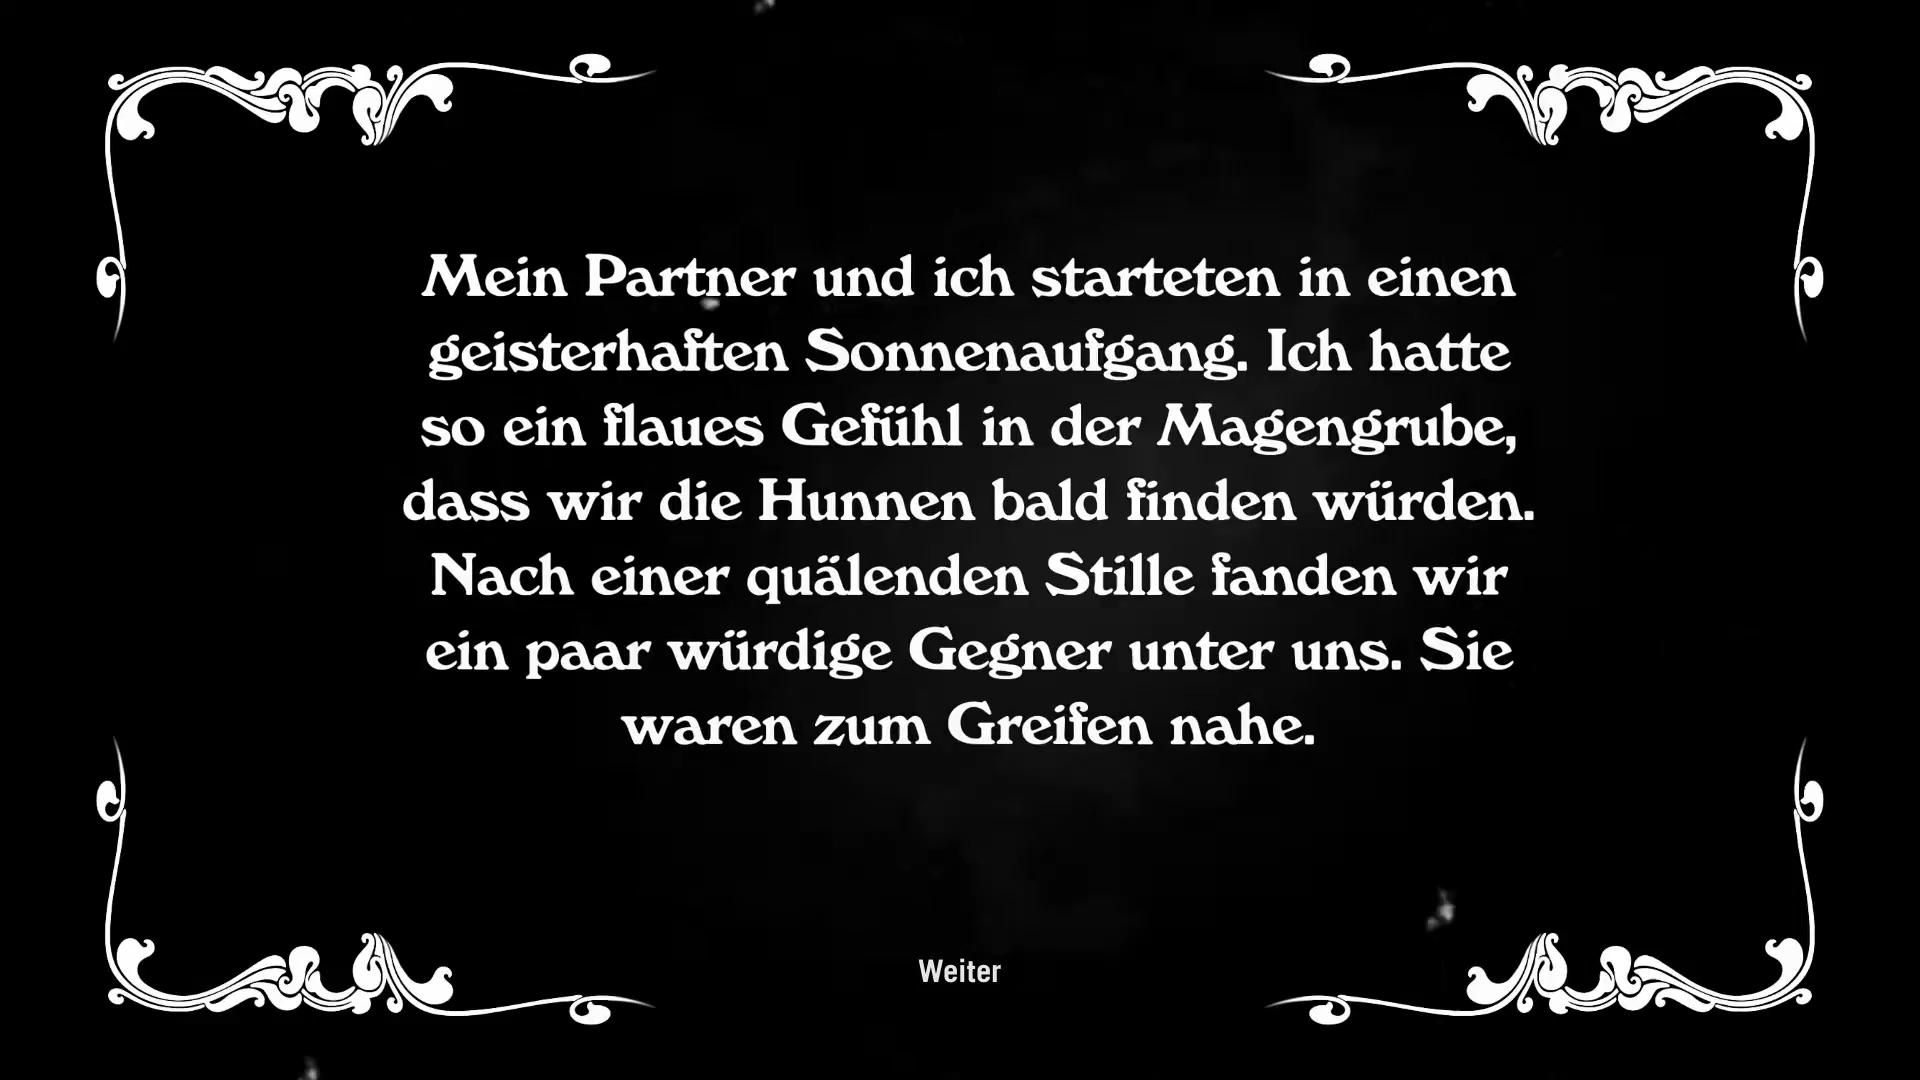 Mein Partner und ich starteten in einen
geisterhaften Sonnenaufgang. Ich hatte
so ein flaues Gefühl in der Magengrube,
dass wir die Hunnen bald finden würden.
Nach einer quälenden Stille fanden wir
ein paar würdige Gegner unter uns. Sie
waren zum Greifen nahe.
Weiter